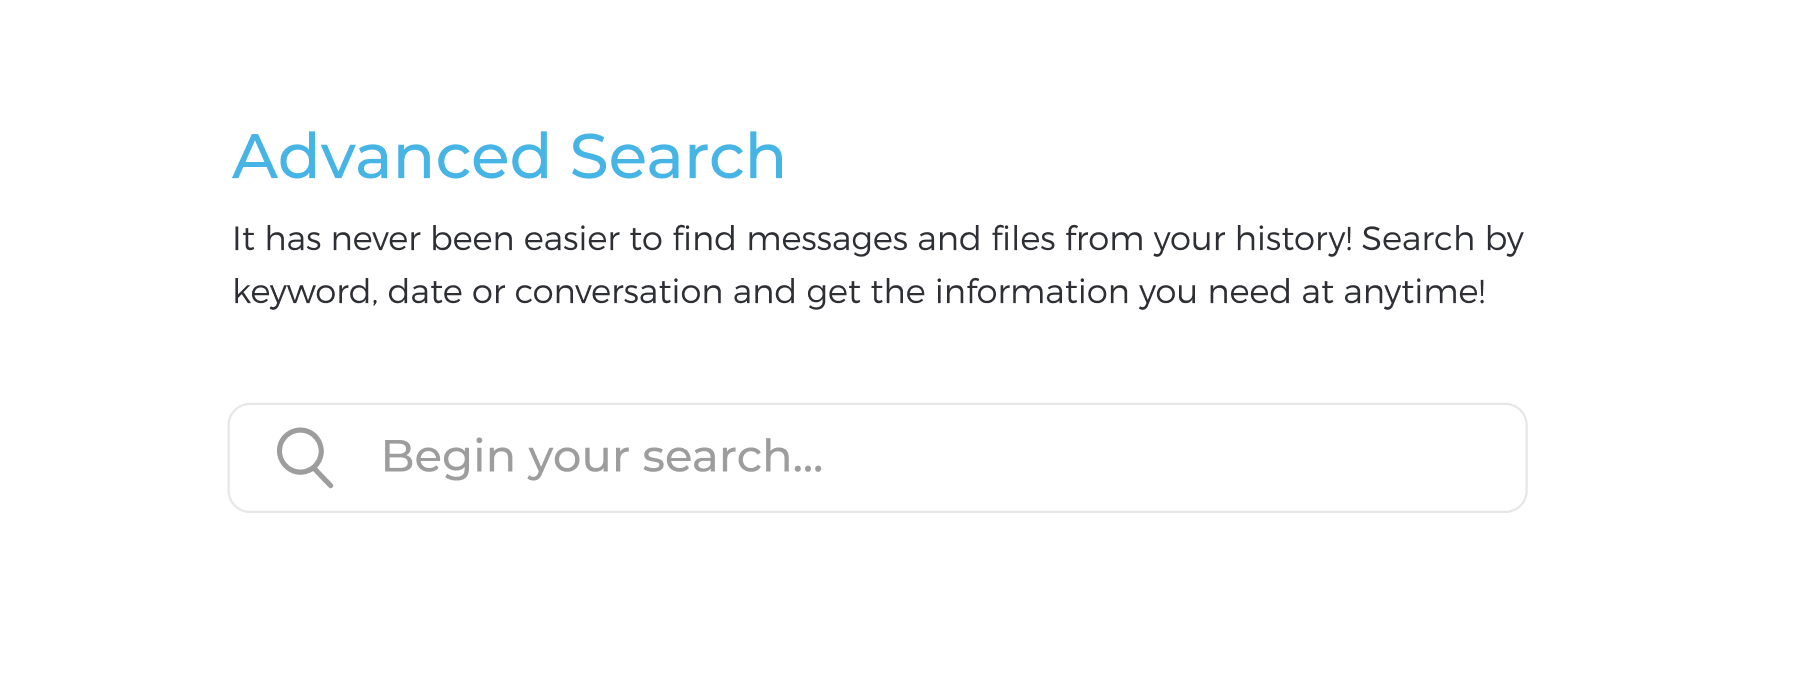 Advanced Search
It has never been easier to find messages and files from your history! Search by
keyword, date or conversation and get the information you need at anytime!
Begin your search...